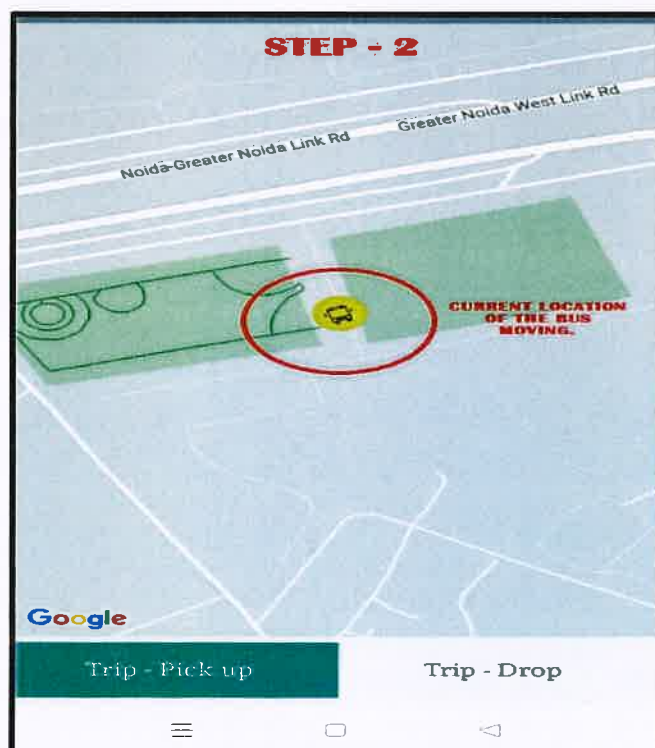 STEP - 2
Greater Noida West Link Rd
Noida-Greater Noida Link Rd
CURRENT LOCATION
OF THE BUS
MOVING.
Google
Trip - Pick up
Trip - Drop